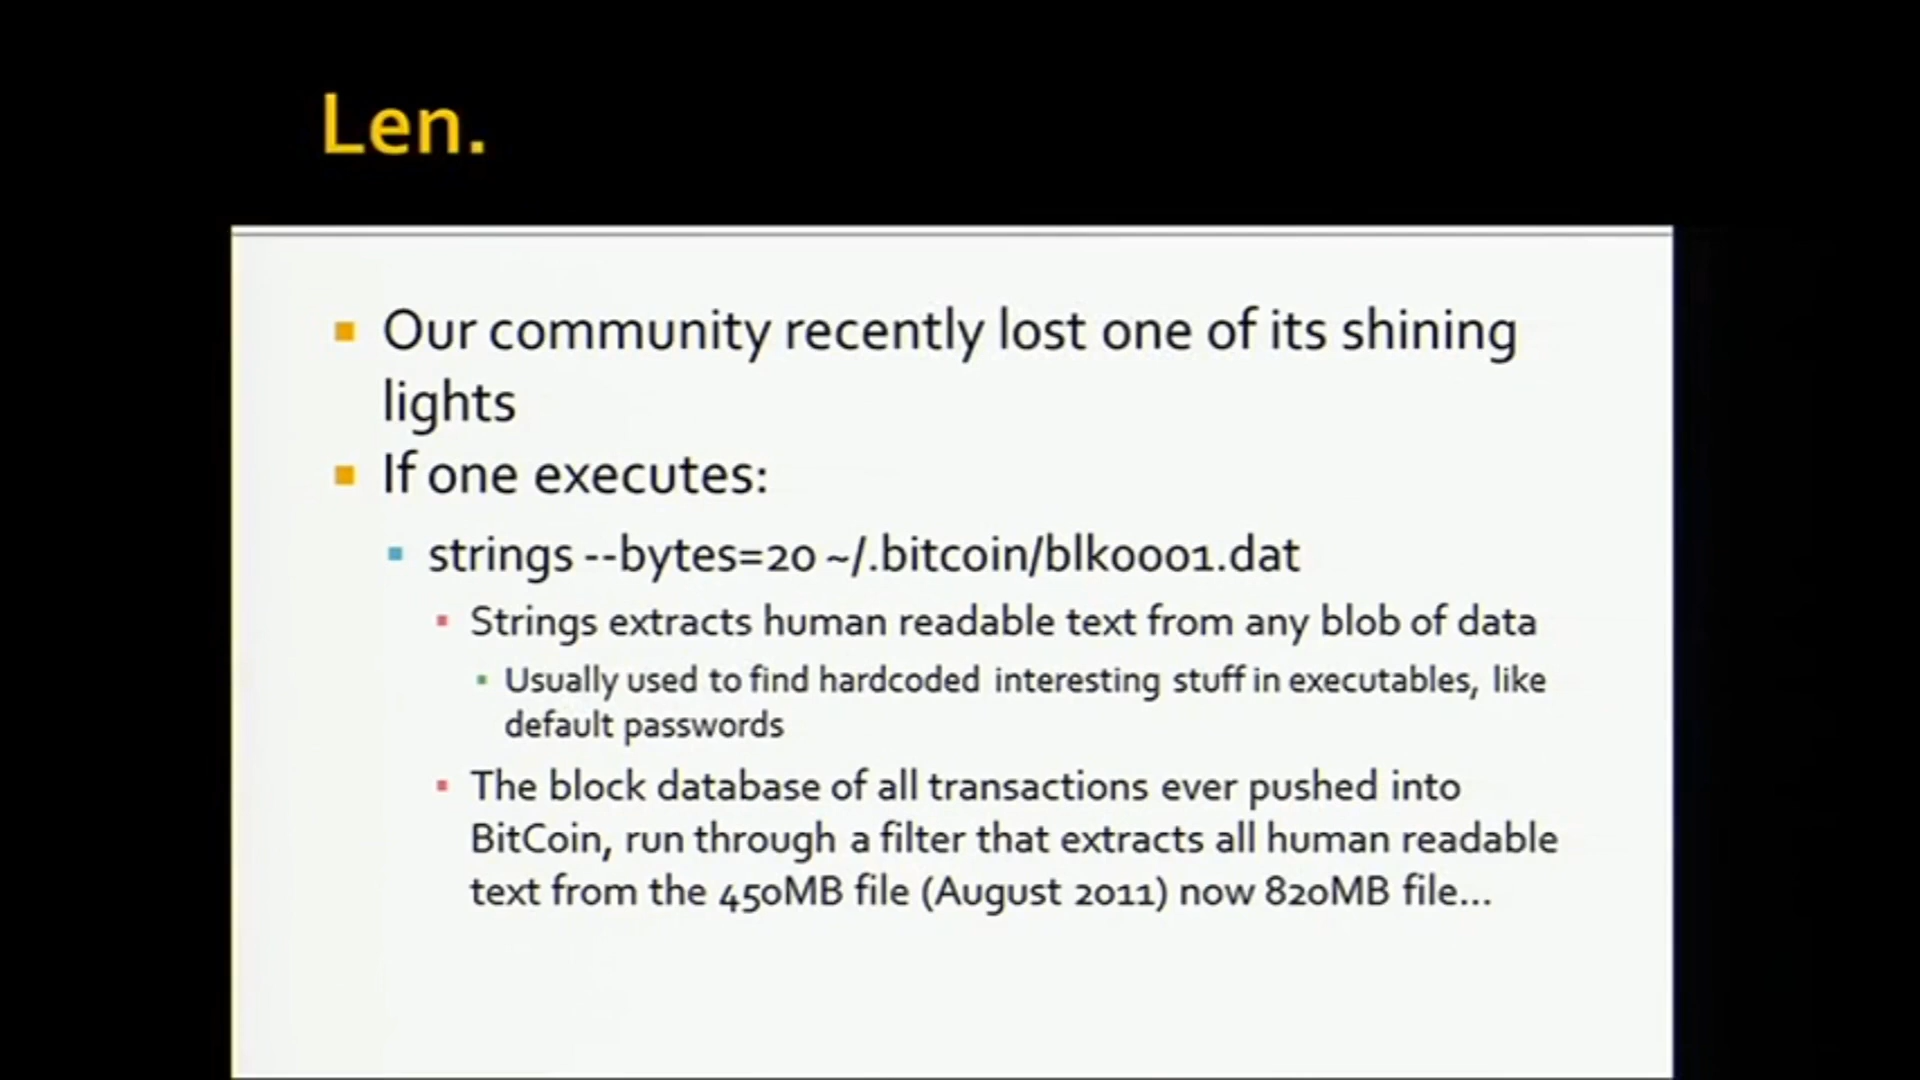 Len.
Our community recently lost one of its shining
lights
If one executes:
strings --bytes=20 ~/.bitcoin/blk0001.dat
Strings extracts human readable text from any blob of data
Usually used to find hardcoded interesting stuff in executables, like
default passwords
The block database of all transactions ever pushed into
BitCoin, run through a filter that extracts all human readable
text from the 450MB file (August 2011) now 820MB file...